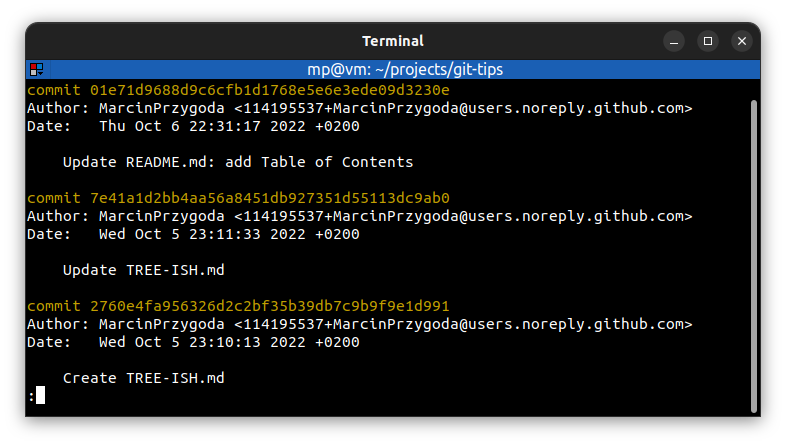 Terminal
mp@vm: ~/projects/git-tips
commit 01e71d9688d9c6cfb1d1768e5e6e3ede09d3230e
Author: MarcinPrzygoda <114195537+MarcinPrzygoda@users.noreply.github.com>
Date:   Thu Oct 6 22:31:17 2022 +0200
    Update README.md: add Table of Contents
commit 7e41a1d2bb4aa56a8451db927351d55113dc9ab0
Author: MarcinPrzygoda <114195537+MarcinPrzygoda@users.noreply.github.com>
Date:   Wed Oct 5 23:11:33 2022 +0200
    Update TREE-ISH.md
commit 2760e4fa956326d2c2bf35b39db7c9b9f9e1d991
Author: MarcinPrzygoda <114195537+MarcinPrzygoda@users.noreply.github.com>
Date:   Wed Oct 5 23:10:13 2022 +0200
    Create TREE-ISH.md
: